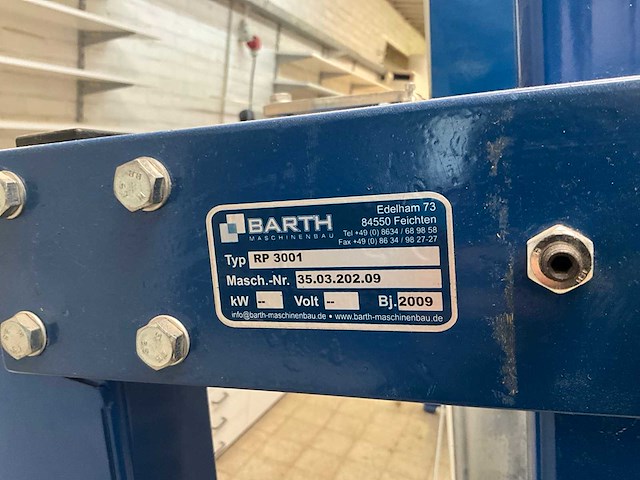 BARTH
MASCHINENBAU
Edelham 73
84550 Feichten
Tel +49 (0) 8634 / 68 98 58
Fax +49 (0) 86 34 / 98 27-27
Typ RP 3001
Masch.-Nr. 35.03.202.09
kW -- Volt -- Bj. 2009
info@barth-maschinenbau.de • www.barth-maschinenbau.de